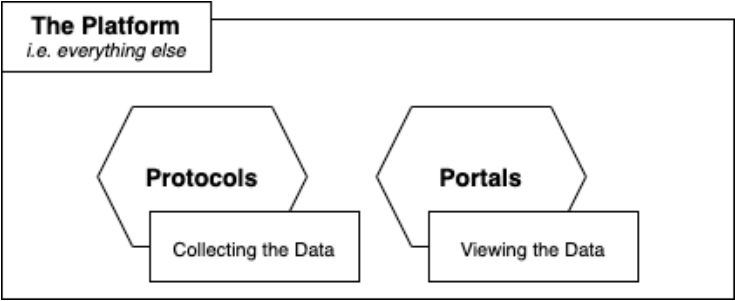 The Platform
i.e. everything else
Protocols
Portals
Collecting the Data
Viewing the Data